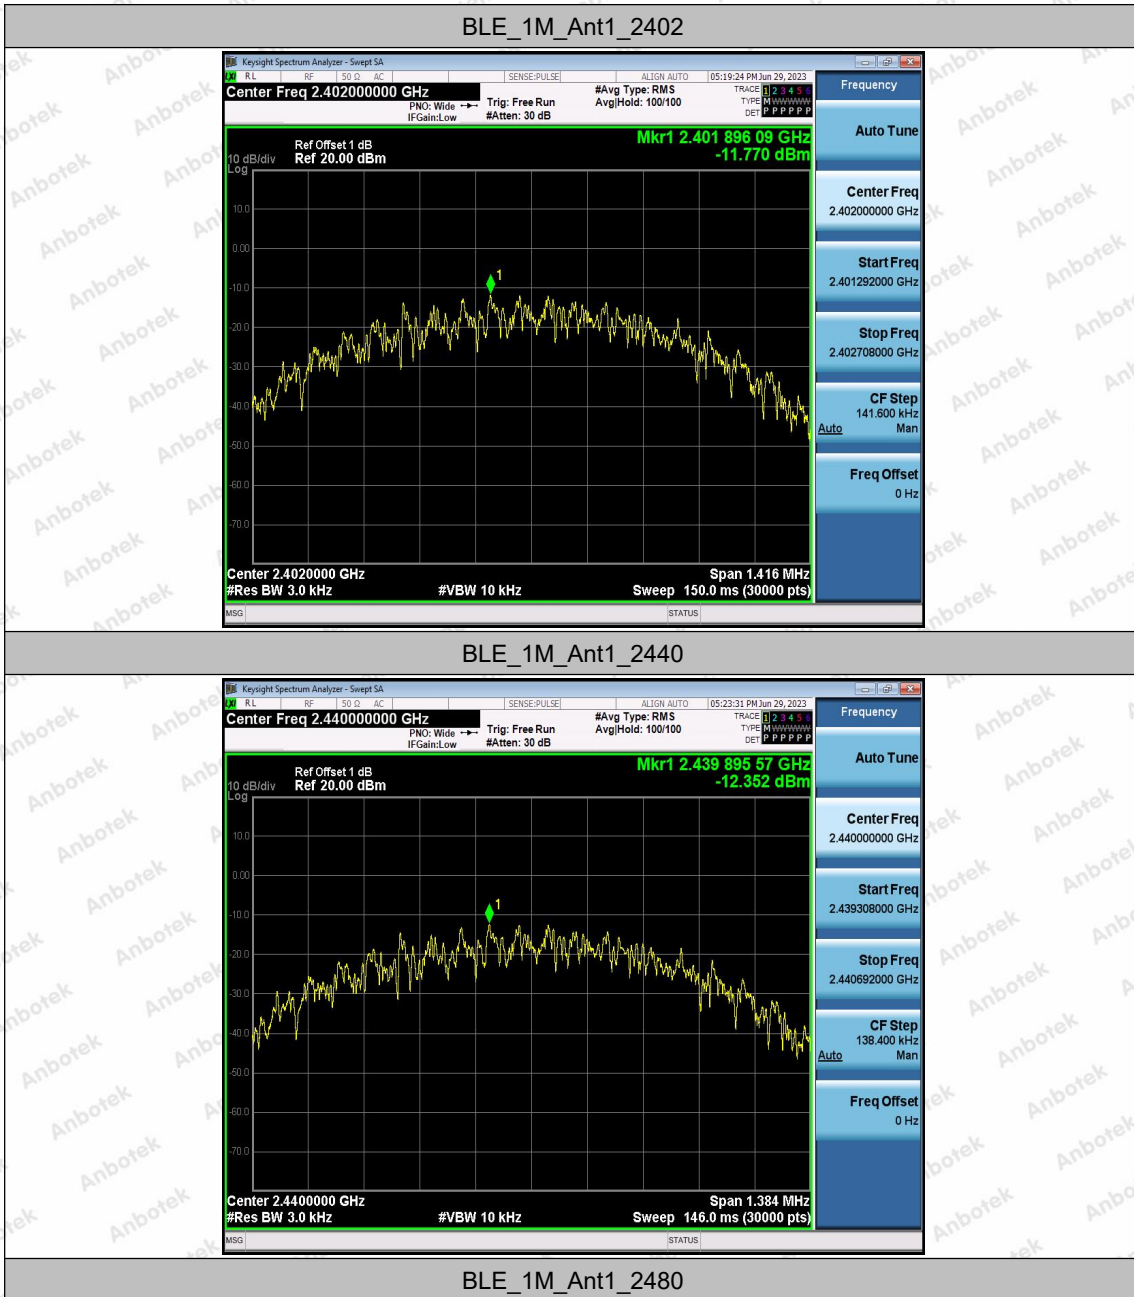 BLE_1M_Ant1_2402
Keysight Spectrum Analyzer - Swept SA
LXI RL RF 50 Ω AC SENSE:PULSE ALIGN AUTO 05:19:24 PM Jun 29, 2023
Center Freq 2.402000000 GHz
PNO: Wide
IFGain:Low
Trig: Free Run
#Atten: 30 dB
#Avg Type: RMS
Avg|Hold: 100/100
TRACE 1 2 3 4 5 6
TYPE M WWWWW
DET P P P P P P
Frequency
Auto Tune
Center Freq
2.402000000 GHz
Start Freq
2.401292000 GHz
Stop Freq
2.402708000 GHz
CF Step
141.600 kHz
Auto Man
Freq Offset
0 Hz
Mkr1 2.401 896 09 GHz
-11.770 dBm
Ref Offset 1 dB
10 dB/div Ref 20.00 dBm
Log
10.0
0.00
-10.0
-20.0
-30.0
-40.0
-50.0
-60.0
-70.0
1
Center 2.4020000 GHz Span 1.416 MHz
#Res BW 3.0 kHz #VBW 10 kHz Sweep 150.0 ms (30000 pts)
MSG STATUS
BLE_1M_Ant1_2440
Keysight Spectrum Analyzer - Swept SA
LXI RL RF 50 Ω AC SENSE:PULSE ALIGN AUTO 05:23:31 PM Jun 29, 2023
Center Freq 2.440000000 GHz
PNO: Wide
IFGain:Low
Trig: Free Run
#Atten: 30 dB
#Avg Type: RMS
Avg|Hold: 100/100
TRACE 1 2 3 4 5 6
TYPE M WWWWW
DET P P P P P P
Frequency
Auto Tune
Center Freq
2.440000000 GHz
Start Freq
2.439308000 GHz
Stop Freq
2.440692000 GHz
CF Step
138.400 kHz
Auto Man
Freq Offset
0 Hz
Mkr1 2.439 895 57 GHz
-12.352 dBm
Ref Offset 1 dB
10 dB/div Ref 20.00 dBm
Log
10.0
0.00
-10.0
-20.0
-30.0
-40.0
-50.0
-60.0
-70.0
1
Center 2.4400000 GHz Span 1.384 MHz
#Res BW 3.0 kHz #VBW 10 kHz Sweep 146.0 ms (30000 pts)
MSG STATUS
BLE_1M_Ant1_2480
Anbotek